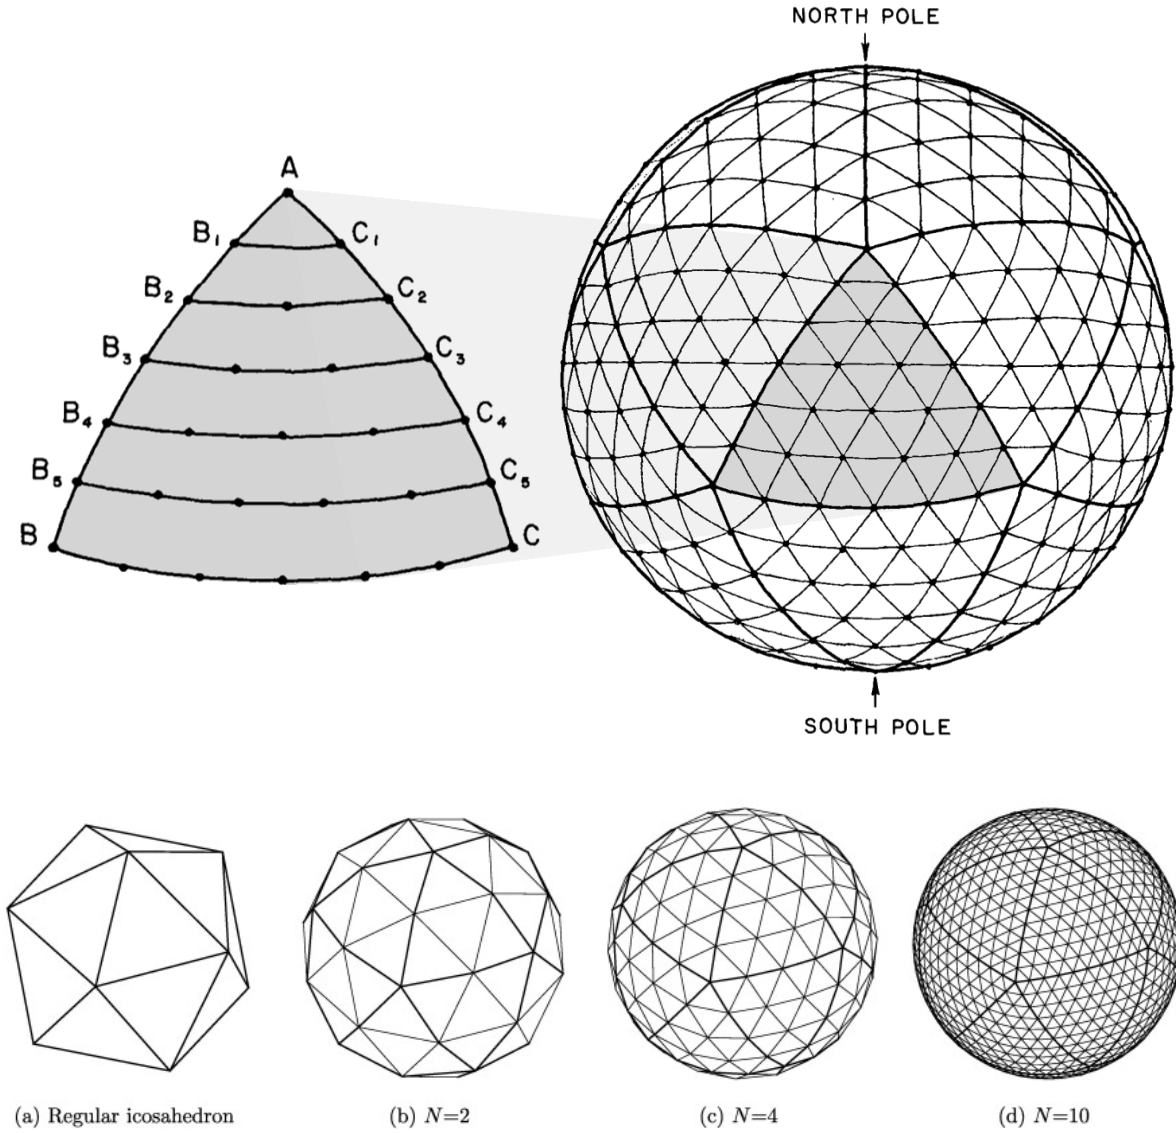 NORTH POLE
A
B₁ C₁
B₂ C₂
B₃ C₃
B₄ C₄
B₅ C₅
B C
SOUTH POLE
(a) Regular icosahedron (b) N=2 (c) N=4 (d) N=10